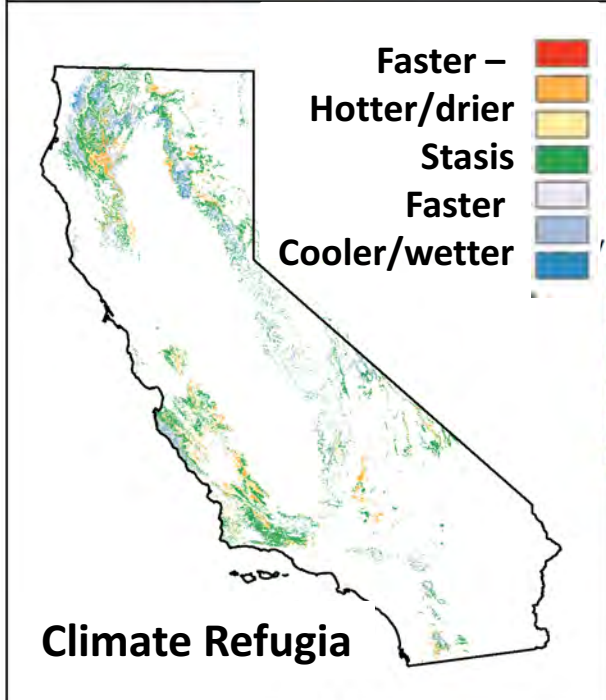 Faster –
Hotter/drier
Stasis
Faster
Cooler/wetter
Climate Refugia